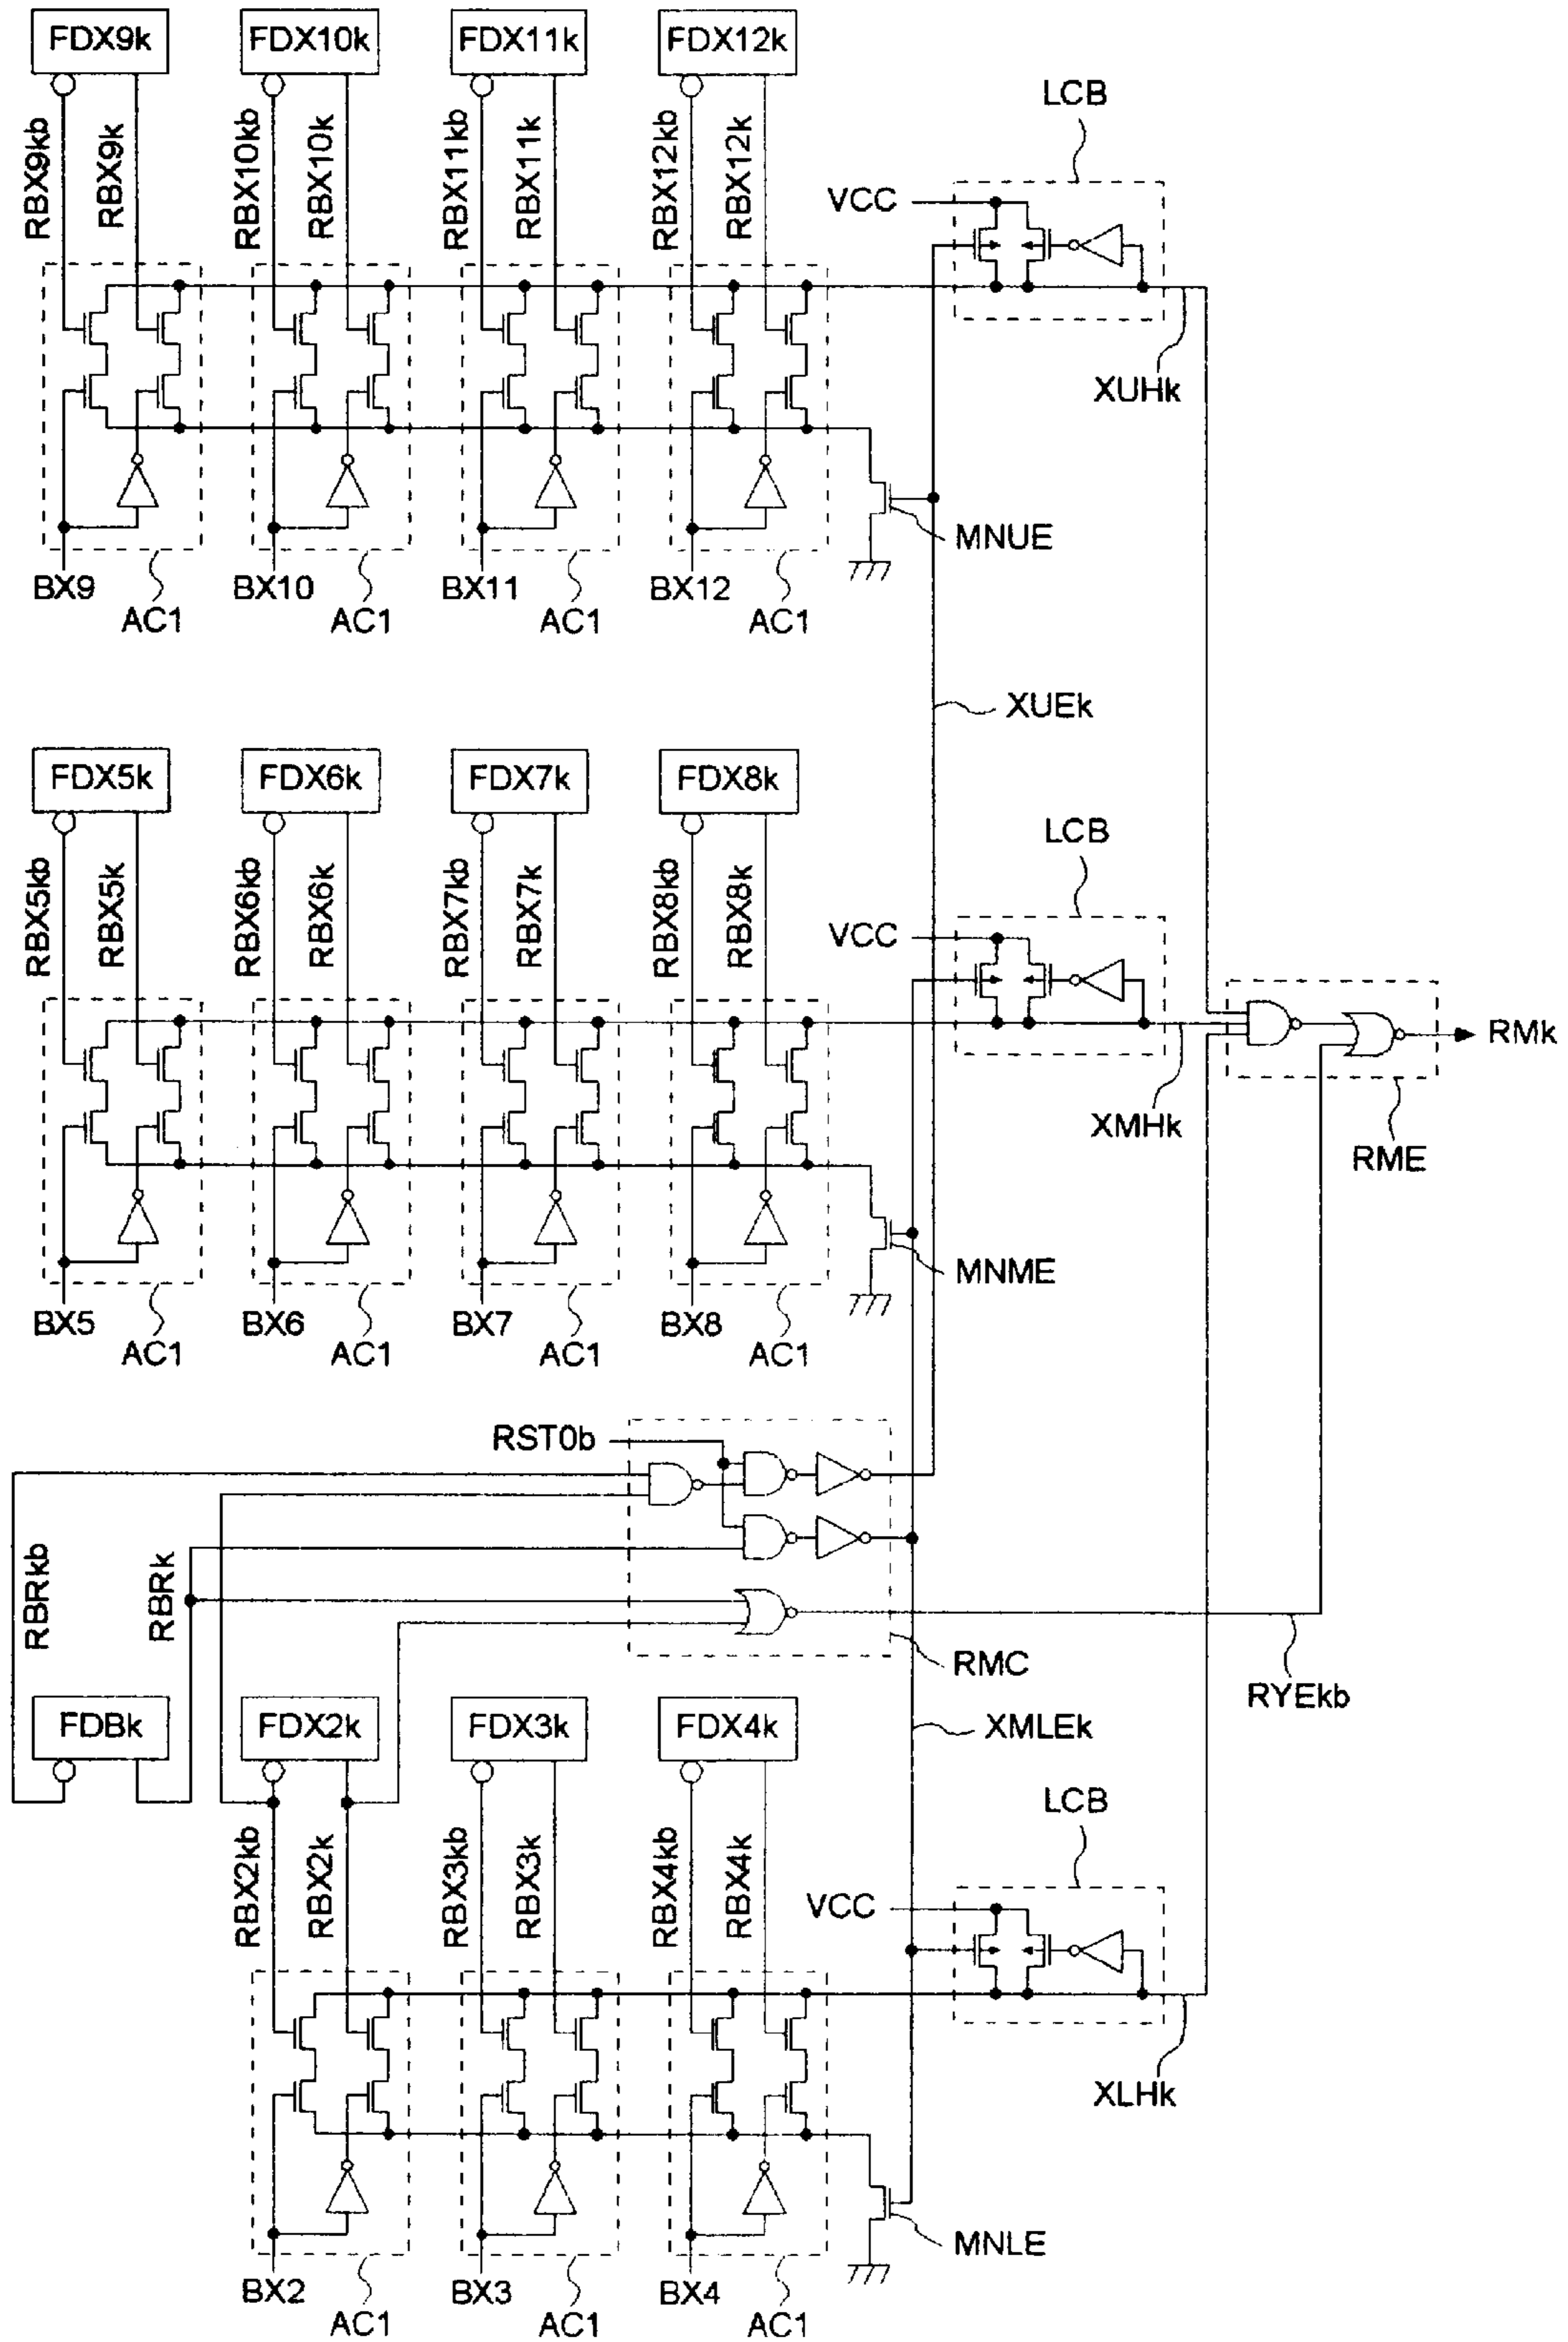 FDX9k FDX10k FDX11k FDX12k
LCB
RBX9kb RBX9k RBX10kb RBX10k RBX11kb RBX11k RBX12kb RBX12k
VCC
XUHk
MNUE
BX9 BX10 BX11 BX12
AC1 AC1 AC1 AC1
XUEk
FDX5k FDX6k FDX7k FDX8k
LCB
RBX5kb RBX5k RBX6kb RBX6k RBX7kb RBX7k RBX8kb RBX8k
VCC
RMk
XMHk
RME
MNME
BX5 BX6 BX7 BX8
AC1 AC1 AC1 AC1
RST0b
RBRkb RBRk
RMC
RYEkb
FDBk FDX2k FDX3k FDX4k
XMLEk
LCB
RBX2kb RBX2k RBX3kb RBX3k RBX4kb RBX4k
VCC
XLHk
MNLE
BX2 BX3 BX4
AC1 AC1 AC1